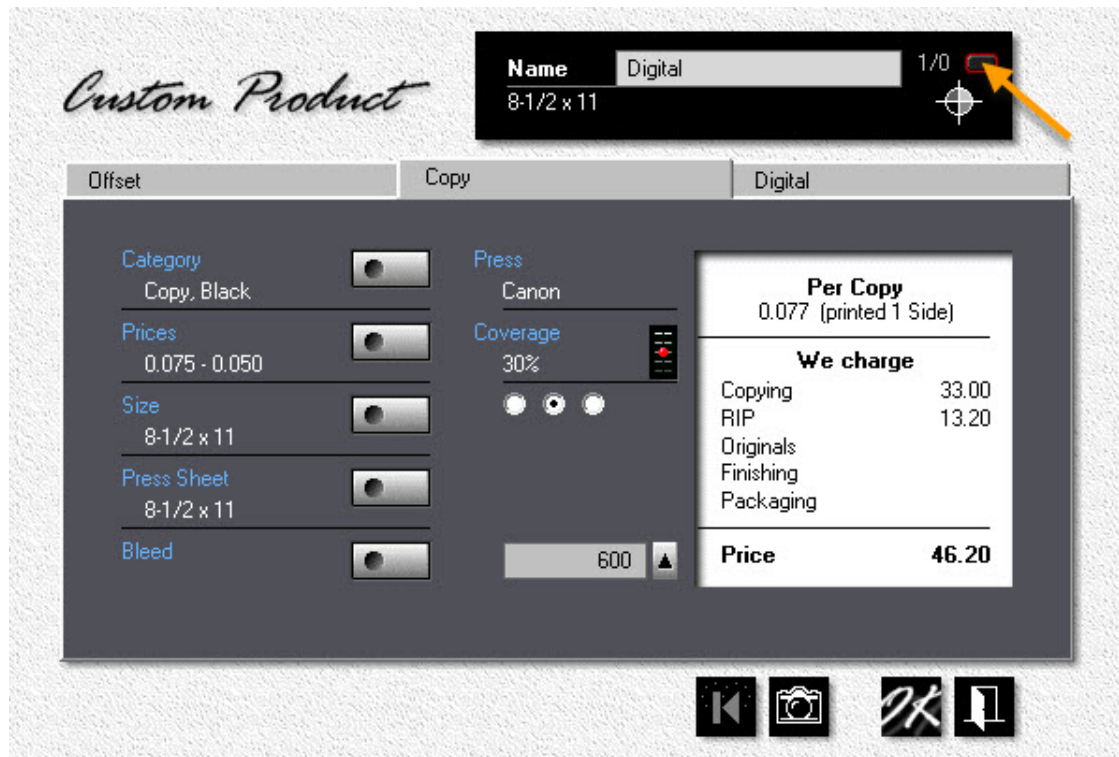 Custom Product
Name Digital 1/0
8-1/2 x 11
Offset Copy Digital
Category
Copy, Black
Prices
0.075 - 0.050
Size
8-1/2 x 11
Press Sheet
8-1/2 x 11
Bleed
Press
Canon
Coverage
30%
600
Per Copy
0.077 (printed 1 Side)
We charge
Copying 33.00
RIP 13.20
Originals
Finishing
Packaging
Price 46.20
OK